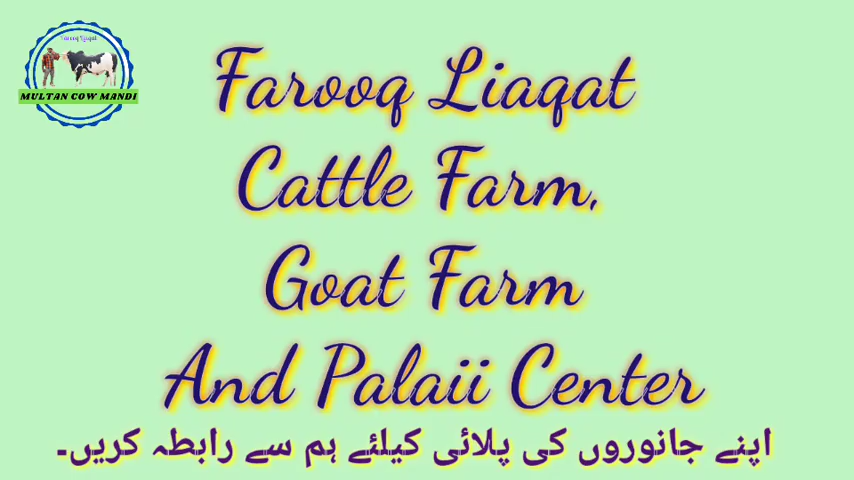 Farooq Liaqat
MULTAN COW MANDI
Farooq Liaqat
Cattle Farm,
Goat Farm
And Palaii Center
اپنے جانوروں کی پلائی کیلئے ہم سے رابطہ کریں۔